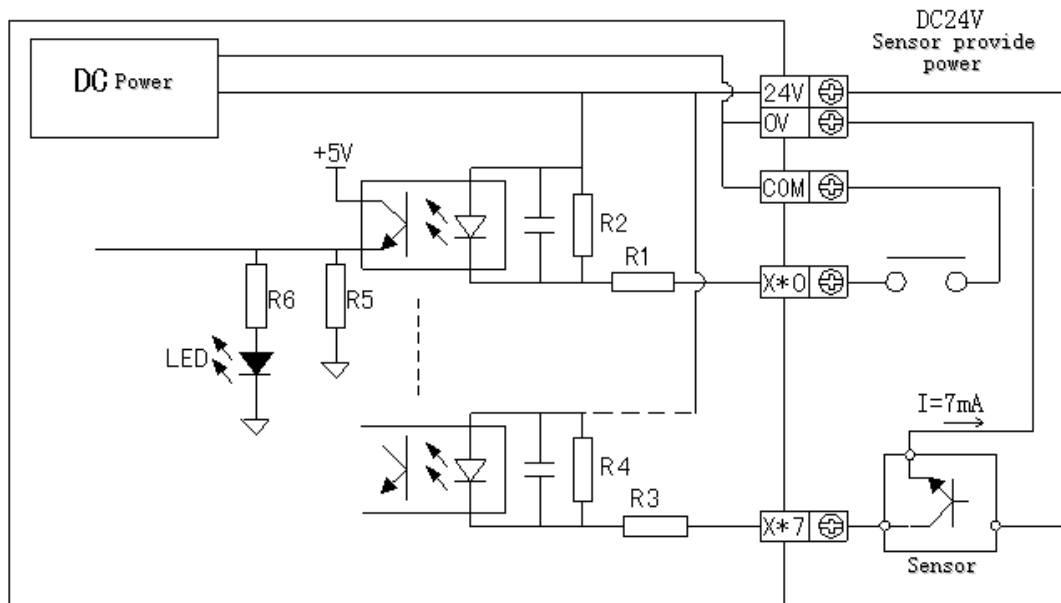 DC24V
Sensor provide
power
DC Power
24V
0V
+5V
COM
R2
R1
X*0
R6
R5
LED
I=7mA
R4
R3
X*7
Sensor